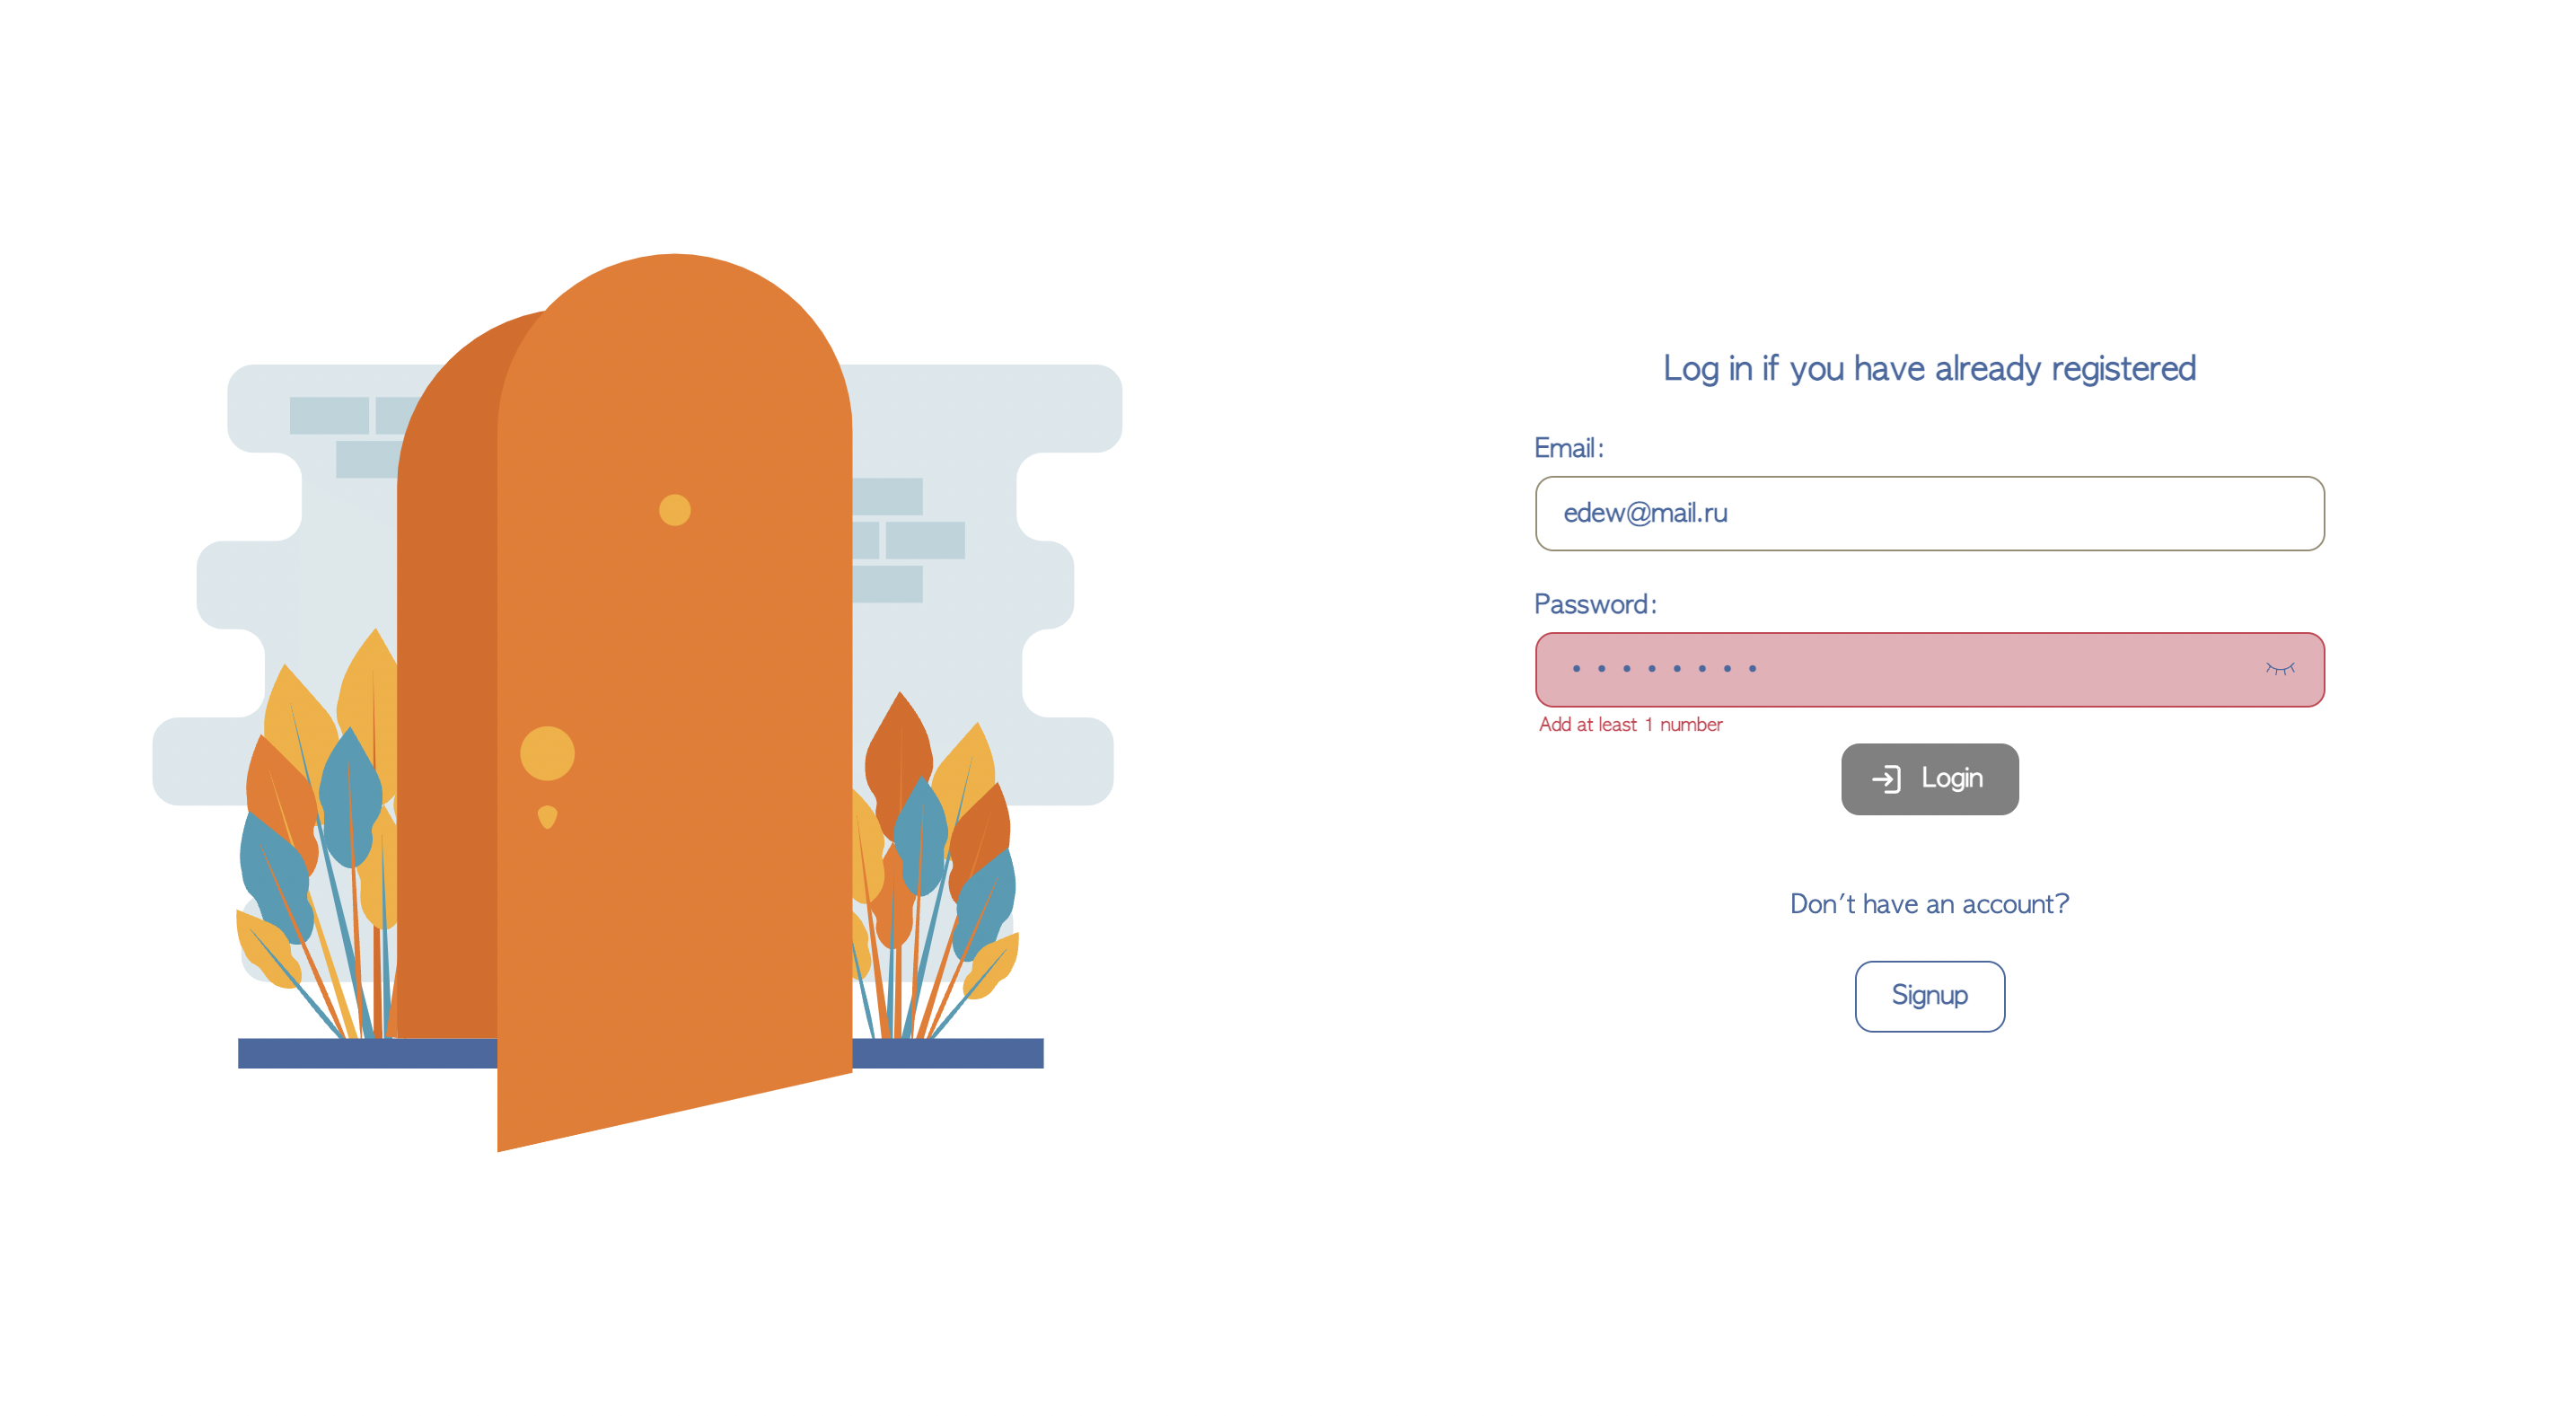 Log in if you have already registered
Email:
edew@mail.ru
Password:
••••••••
Add at least 1 number
Login
Don't have an account?
Signup